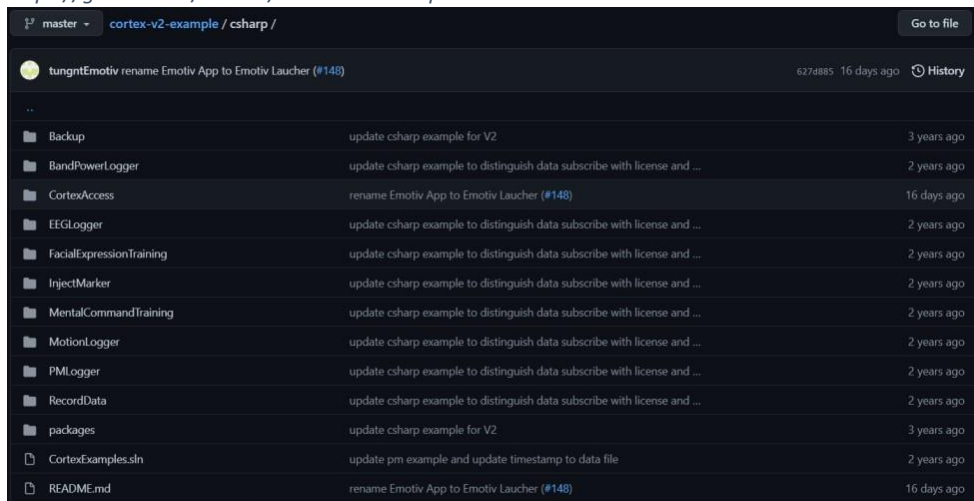 master cortex-v2-example / csharp / Go to file
tungntEmotiv rename Emotiv App to Emotiv Laucher (#148) 627d885 16 days ago History
..
Backup update csharp example for V2 3 years ago
BandPowerLogger update csharp example to distinguish data subscribe with license and ... 2 years ago
CortexAccess rename Emotiv App to Emotiv Laucher (#148) 16 days ago
EEGLogger update csharp example to distinguish data subscribe with license and ... 2 years ago
FacialExpressionTraining update csharp example to distinguish data subscribe with license and ... 2 years ago
InjectMarker update csharp example to distinguish data subscribe with license and ... 2 years ago
MentalCommandTraining update csharp example to distinguish data subscribe with license and ... 2 years ago
MotionLogger update csharp example to distinguish data subscribe with license and ... 2 years ago
PMLogger update csharp example to distinguish data subscribe with license and ... 2 years ago
RecordData update csharp example to distinguish data subscribe with license and ... 2 years ago
packages update csharp example for V2 3 years ago
CortexExamples.sln update pm example and update timestamp to data file 2 years ago
README.md rename Emotiv App to Emotiv Laucher (#148) 16 days ago